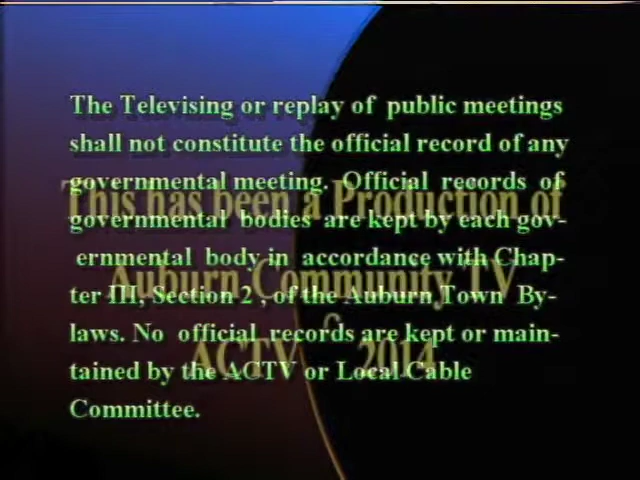 The Televising or replay of public meetings
shall not constitute the official record of any
governmental meeting. Official records of
governmental bodies are kept by each gov-
ernmental body in accordance with Chap-
ter III, Section 2 , of the Auburn Town By-
laws. No official records are kept or main-
tained by the ACTV or Local Cable
Committee.
This has been a Production of
Auburn Community TV
©
ACTV 2014